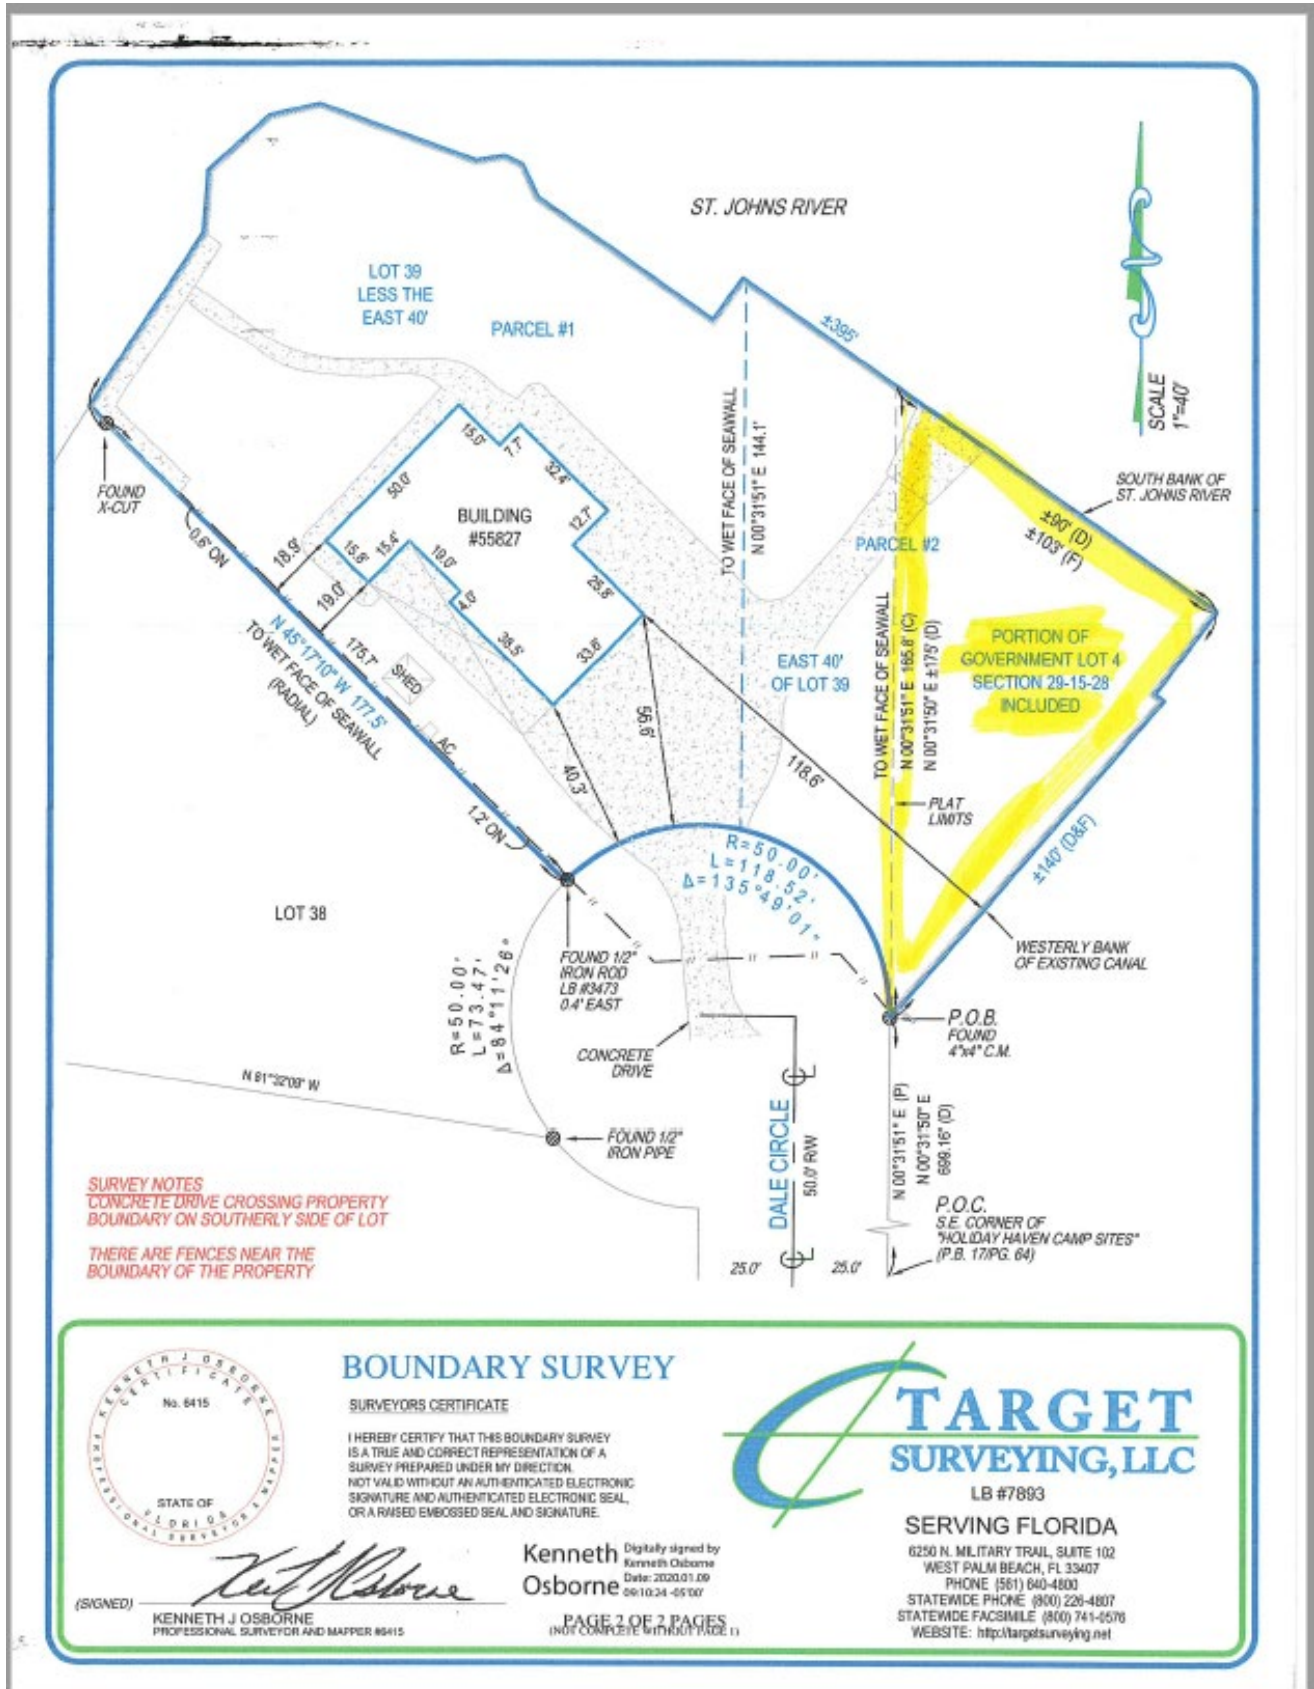 ST. JOHNS RIVER
LOT 39
LESS THE
EAST 40'
PARCEL #1
±395'
SCALE
1"=40'
TO WET FACE OF SEAWALL
N 00°31'51" E 144.1'
SOUTH BANK OF
ST. JOHNS RIVER
FOUND
X-CUT
15.0'
32.4'
50.0'
BUILDING
#55827
12.7'
±90' (D)
±103' (F)
PARCEL #2
0.6' ON
18.9'
15.8'
15.4'
19.0'
4.0'
25.8'
19.0'
38.5'
33.6'
N 45°17'10" W 177.5'
TO WET FACE OF SEAWALL
(RADIAL)
175.7'
SHED
AC
EAST 40'
OF LOT 39
TO WET FACE OF SEAWALL
N 00°31'51" E 165.8' (C)
N 00°31'50" E ±175' (D)
PORTION OF
GOVERNMENT LOT 4
SECTION 29-15-28
INCLUDED
56.6'
40.3'
118.6'
PLAT
LIMITS
1.2' ON
±140' (D&F)
R=50.00'
L=118.52'
Δ=135°49'01"
LOT 38
WESTERLY BANK
OF EXISTING CANAL
FOUND 1/2"
IRON ROD
LB #3473
0.4' EAST
R=50.00'
L=73.47'
Δ=84°11'26"
P.O.B.
FOUND
4"x4" C.M.
CONCRETE
DRIVE
N 81°32'09" W
FOUND 1/2"
IRON PIPE
DALE CIRCLE
50.0' R/W
N 00°31'51" E (P)
N 00°31'50" E
699.16" (D)
P.O.C.
S.E. CORNER OF
"HOLIDAY HAVEN CAMP SITES"
(P.B. 17/PG. 64)
25.0'
25.0'
SURVEY NOTES
CONCRETE DRIVE CROSSING PROPERTY
BOUNDARY ON SOUTHERLY SIDE OF LOT
THERE ARE FENCES NEAR THE
BOUNDARY OF THE PROPERTY
KENNETH J OSBORNE
CERTIFICATE
No. 6415
STATE OF
FLORIDA
PROFESSIONAL SURVEYOR & MAPPER
BOUNDARY SURVEY
SURVEYORS CERTIFICATE
I HEREBY CERTIFY THAT THIS BOUNDARY SURVEY
IS A TRUE AND CORRECT REPRESENTATION OF A
SURVEY PREPARED UNDER MY DIRECTION.
NOT VALID WITHOUT AN AUTHENTICATED ELECTRONIC
SIGNATURE AND AUTHENTICATED ELECTRONIC SEAL,
OR A RAISED EMBOSSED SEAL AND SIGNATURE.
(SIGNED)
KENNETH J OSBORNE
PROFESSIONAL SURVEYOR AND MAPPER #6415
Kenneth
Osborne
Digitally signed by
Kenneth Osborne
Date: 2020.01.09
09:10:24 -05'00'
PAGE 2 OF 2 PAGES
(NOT COMPLETE WITHOUT PAGE 1)
TARGET
SURVEYING, LLC
LB #7893
SERVING FLORIDA
6250 N. MILITARY TRAIL, SUITE 102
WEST PALM BEACH, FL 33407
PHONE (561) 640-4800
STATEWIDE PHONE (800) 226-4807
STATEWIDE FACSIMILE (800) 741-0576
WEBSITE: http://targetsurveying.net